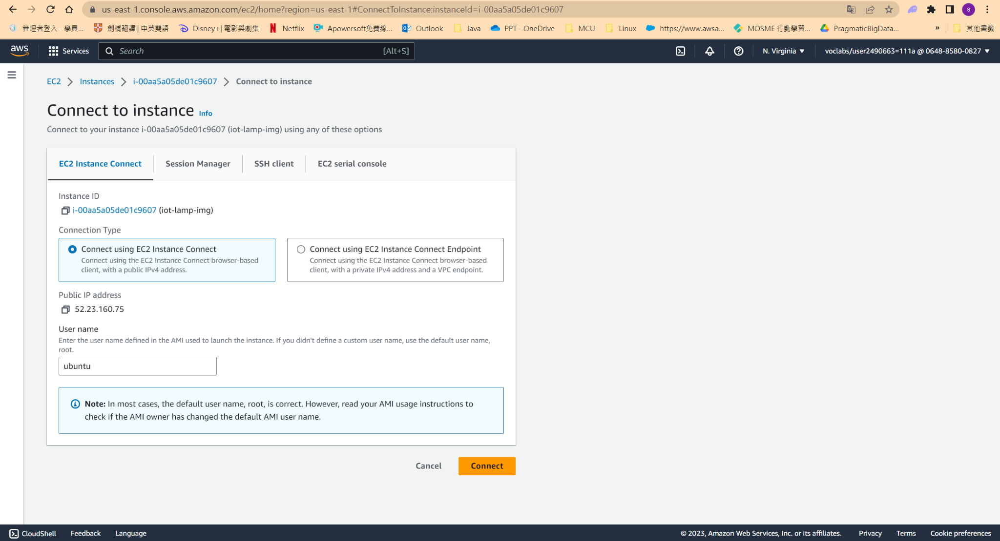 us-east-1.console.aws.amazon.com/ec2/home?region=us-east-1#ConnectToInstance:instanceId=i-00aa5a05de01c9607
S
管理者登入 - 學員...
劍橋翻譯 | 中英雙語
Disney+| 電影與劇集
Netflix
Apowersoft免費線...
Outlook
Java
PPT - OneDrive
MCU
Linux
https://www.awsa...
MOSME 行動學習...
PragmaticBigData...
»
其他書籤
aws
Services
Search
[Alt+S]
N. Virginia ▼
voclabs/user2490663=111a @ 0648-8580-0827 ▼
EC2 > Instances > i-00aa5a05de01c9607 > Connect to instance
Connect to instance Info
Connect to your instance i-00aa5a05de01c9607 (iot-lamp-img) using any of these options
EC2 Instance Connect
Session Manager
SSH client
EC2 serial console
Instance ID
i-00aa5a05de01c9607 (iot-lamp-img)
Connection Type
Connect using EC2 Instance Connect
Connect using the EC2 Instance Connect browser-based
client, with a public IPv4 address.
Connect using EC2 Instance Connect Endpoint
Connect using the EC2 Instance Connect browser-based
client, with a private IPv4 address and a VPC endpoint.
Public IP address
52.23.160.75
User name
Enter the user name defined in the AMI used to launch the instance. If you didn't define a custom user name, use the default user name,
root.
ubuntu
Note: In most cases, the default user name, root, is correct. However, read your AMI usage instructions to
check if the AMI owner has changed the default AMI user name.
Cancel
Connect
CloudShell
Feedback
Language
© 2023, Amazon Web Services, Inc. or its affiliates.
Privacy
Terms
Cookie preferences